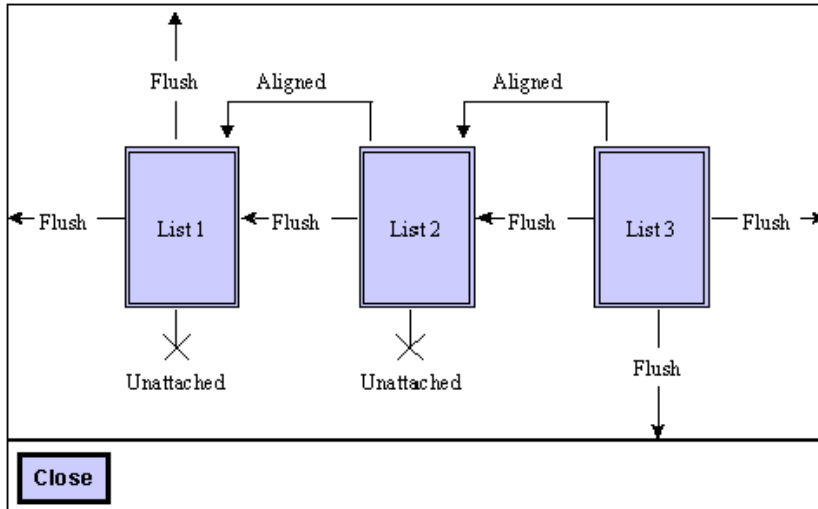 Flush
Aligned
Aligned
Flush
List 1
Flush
List 2
Flush
List 3
Flush
Unattached
Unattached
Flush
Close